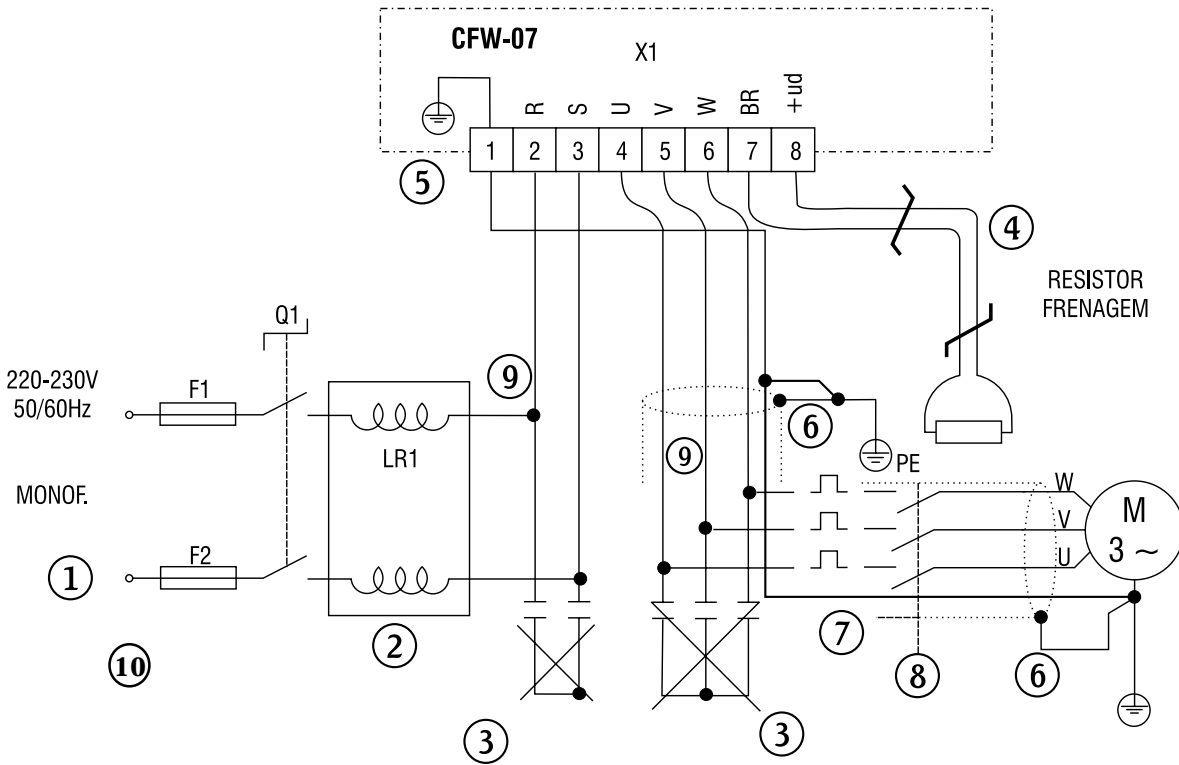 CFW-07
X1
R
S
U
V
W
BR
+ud
1
2
3
4
5
6
7
8
5
4
RESISTOR
FRENAGEM
Q1
220-230V
50/60Hz
F1
9
LR1
6
9
PE
MONOF.
W
V
U
M
3 ~
F2
1
2
7
8
6
10
3
3